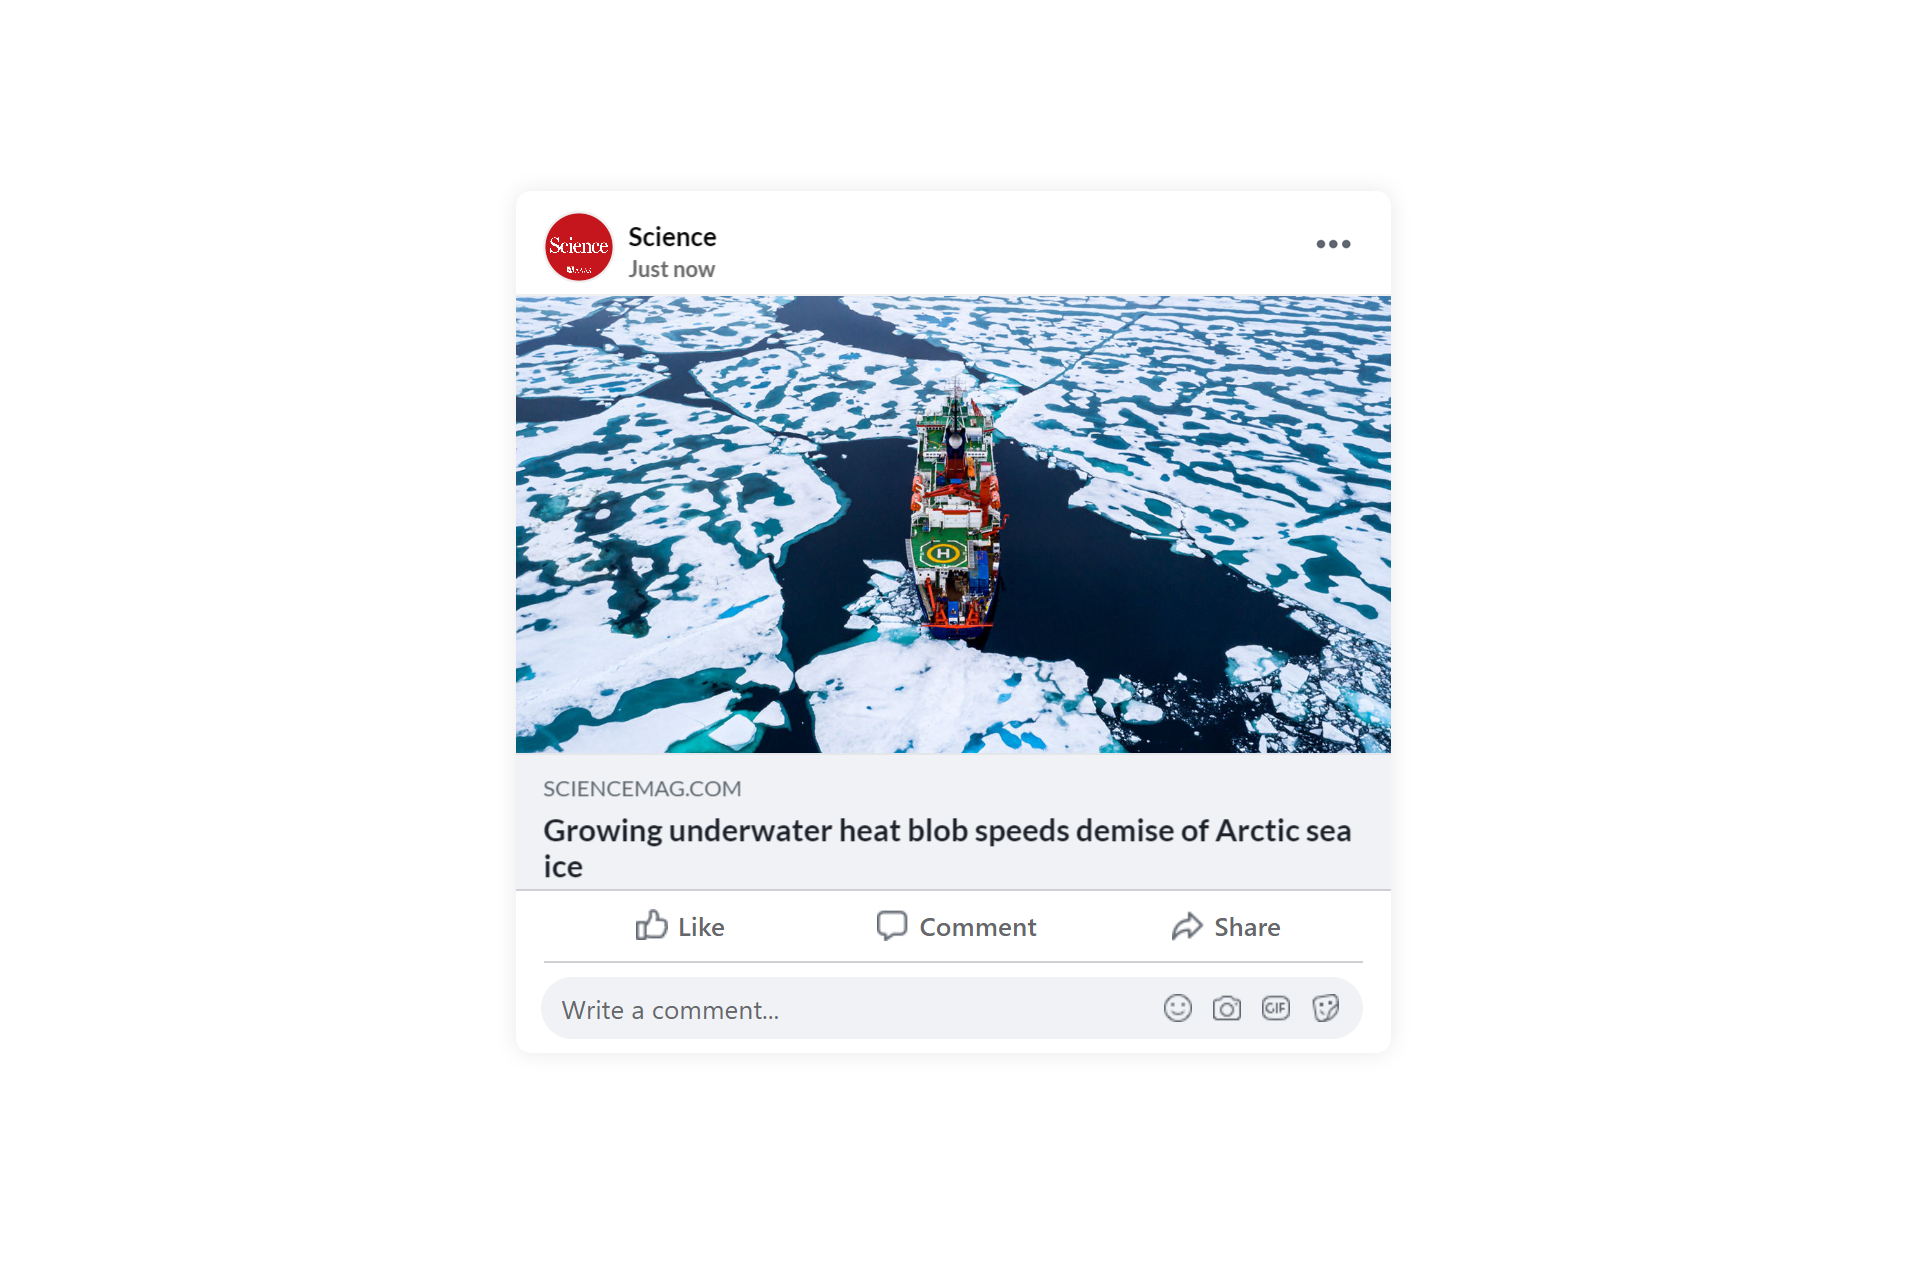 Science
Science
AAAS
Just now
H
SCIENCEMAG.COM
Growing underwater heat blob speeds demise of Arctic sea
ice
Like
Comment
Share
Write a comment...
GIF